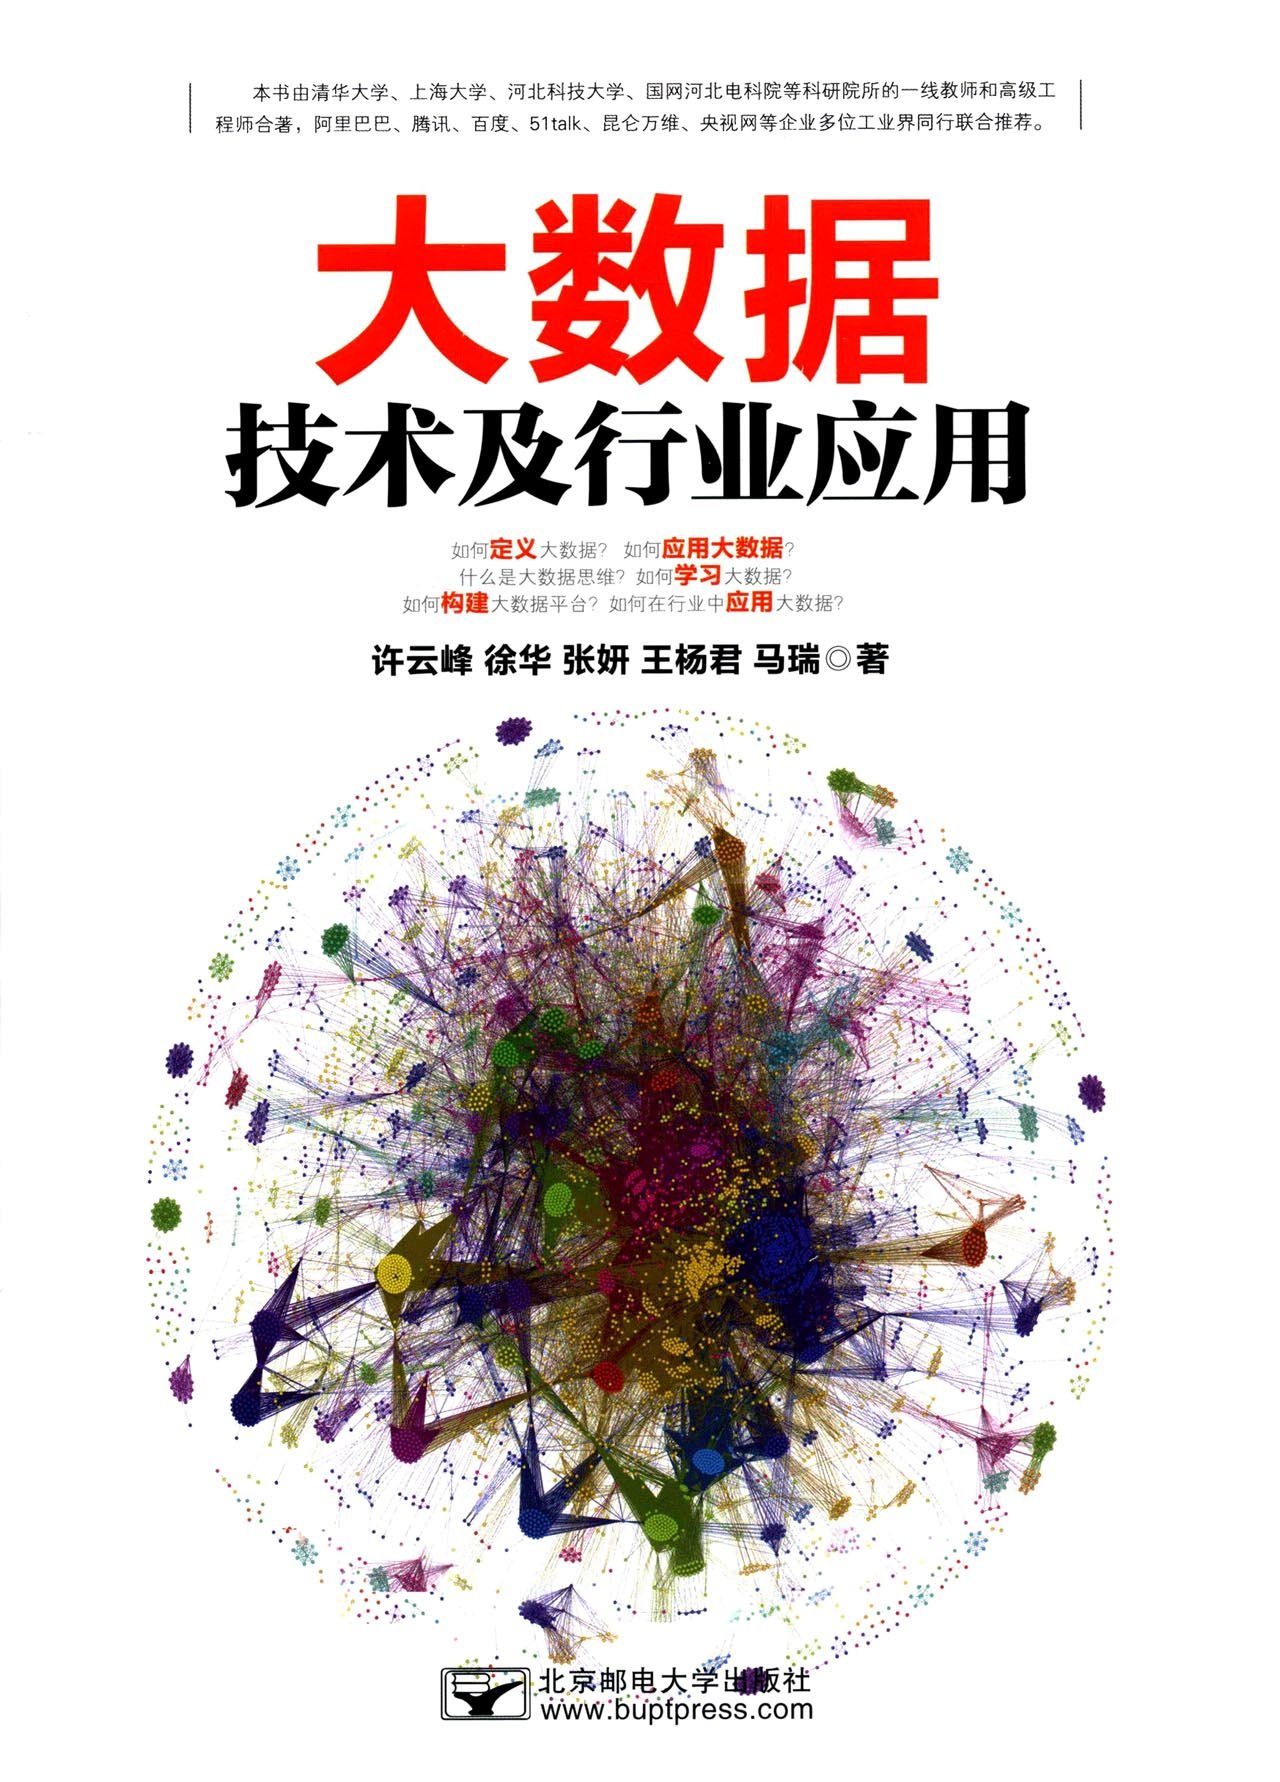 本书由清华大学、上海大学、河北科技大学、国网河北电科院等科研院所的一线教师和高级工
程师合著，阿里巴巴、腾讯、百度、51talk、昆仑万维、央视网等企业多位工业界同行联合推荐。
大数据
技术及行业应用
如何定义大数据？ 如何应用大数据？
什么是大数据思维？如何学习大数据？
如何构建大数据平台？如何在行业中应用大数据？
许云峰 徐华 张妍 王杨君 马瑞◎著
北京邮电大学出版社
www.buptpress.com